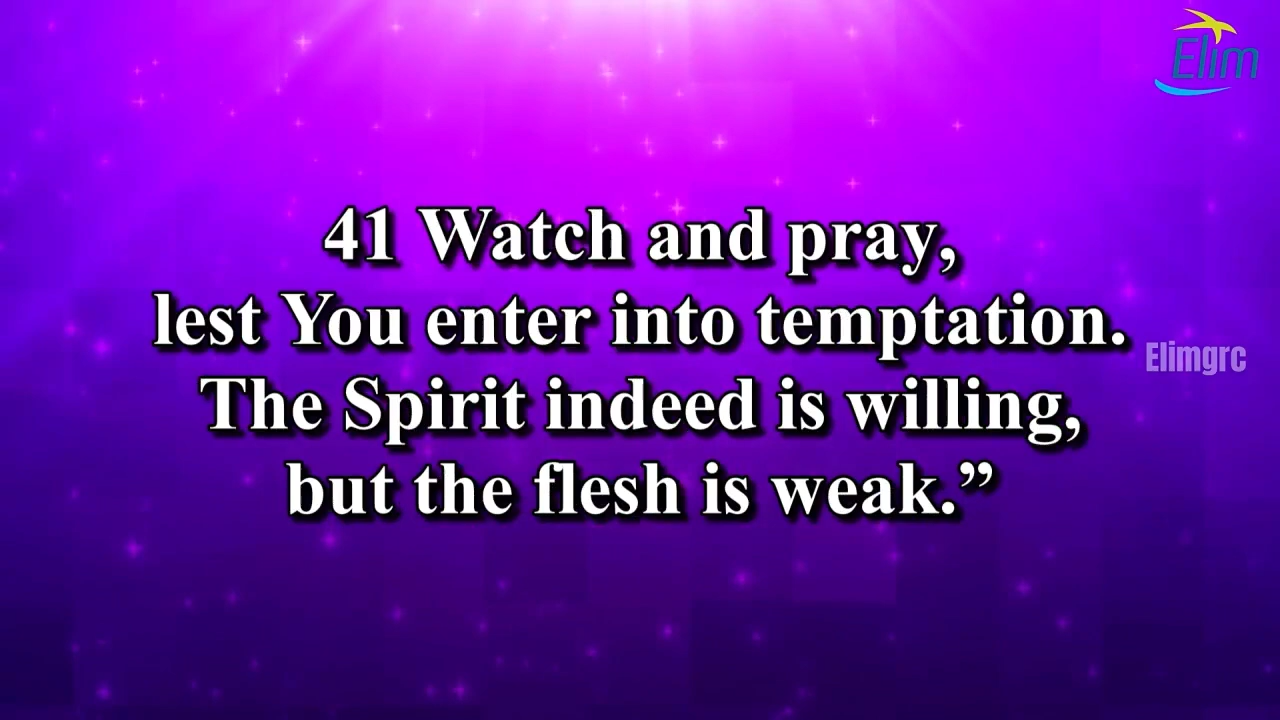 Elim
41 Watch and pray,
lest You enter into temptation.
Elimgrc
The Spirit indeed is willing,
but the flesh is weak.”